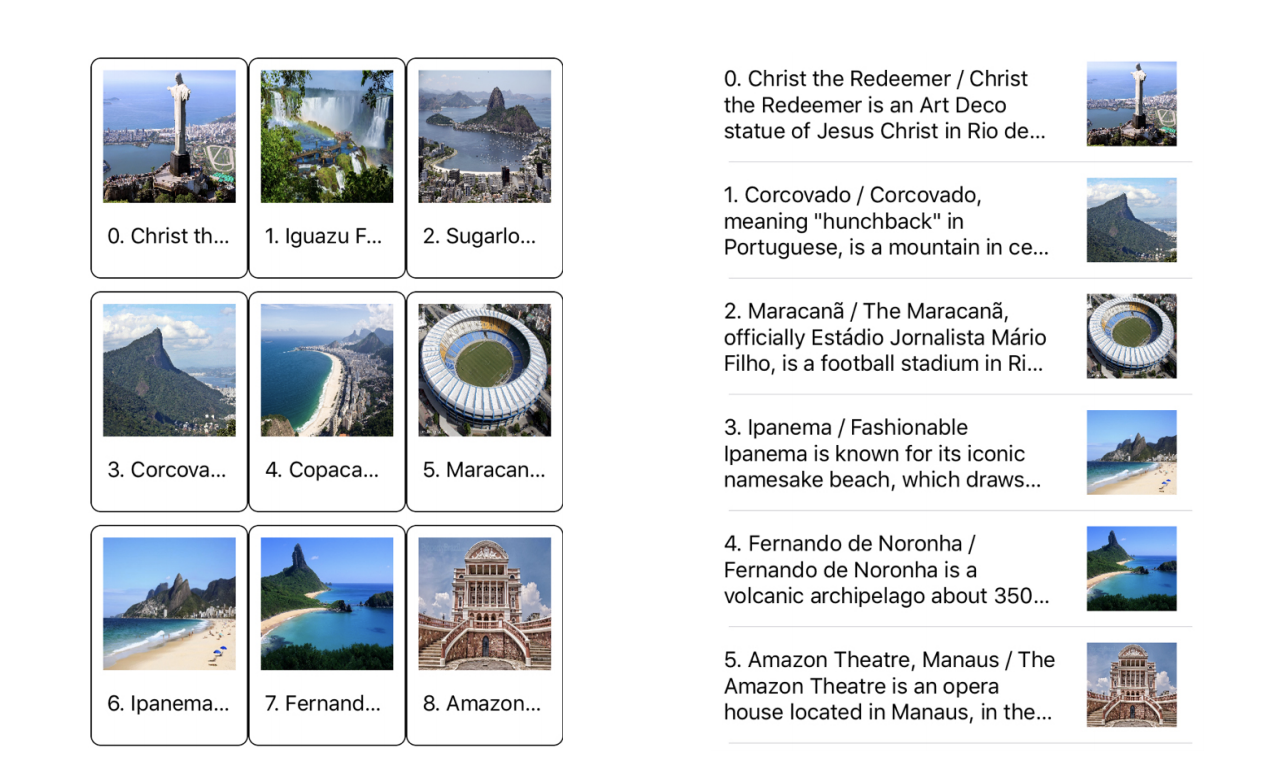 0. Christ th...
1. Iguazu F...
2. Sugarlo...
3. Corcova...
4. Copaca...
5. Maracan...
6. Ipanema...
7. Fernand...
8. Amazon...
0. Christ the Redeemer / Christ
the Redeemer is an Art Deco
statue of Jesus Christ in Rio de...
1. Corcovado / Corcovado,
meaning "hunchback" in
Portuguese, is a mountain in ce...
2. Maracanã / The Maracanã,
officially Estádio Jornalista Mário
Filho, is a football stadium in Ri...
3. Ipanema / Fashionable
Ipanema is known for its iconic
namesake beach, which draws...
4. Fernando de Noronha /
Fernando de Noronha is a
volcanic archipelago about 350...
5. Amazon Theatre, Manaus / The
Amazon Theatre is an opera
house located in Manaus, in the...